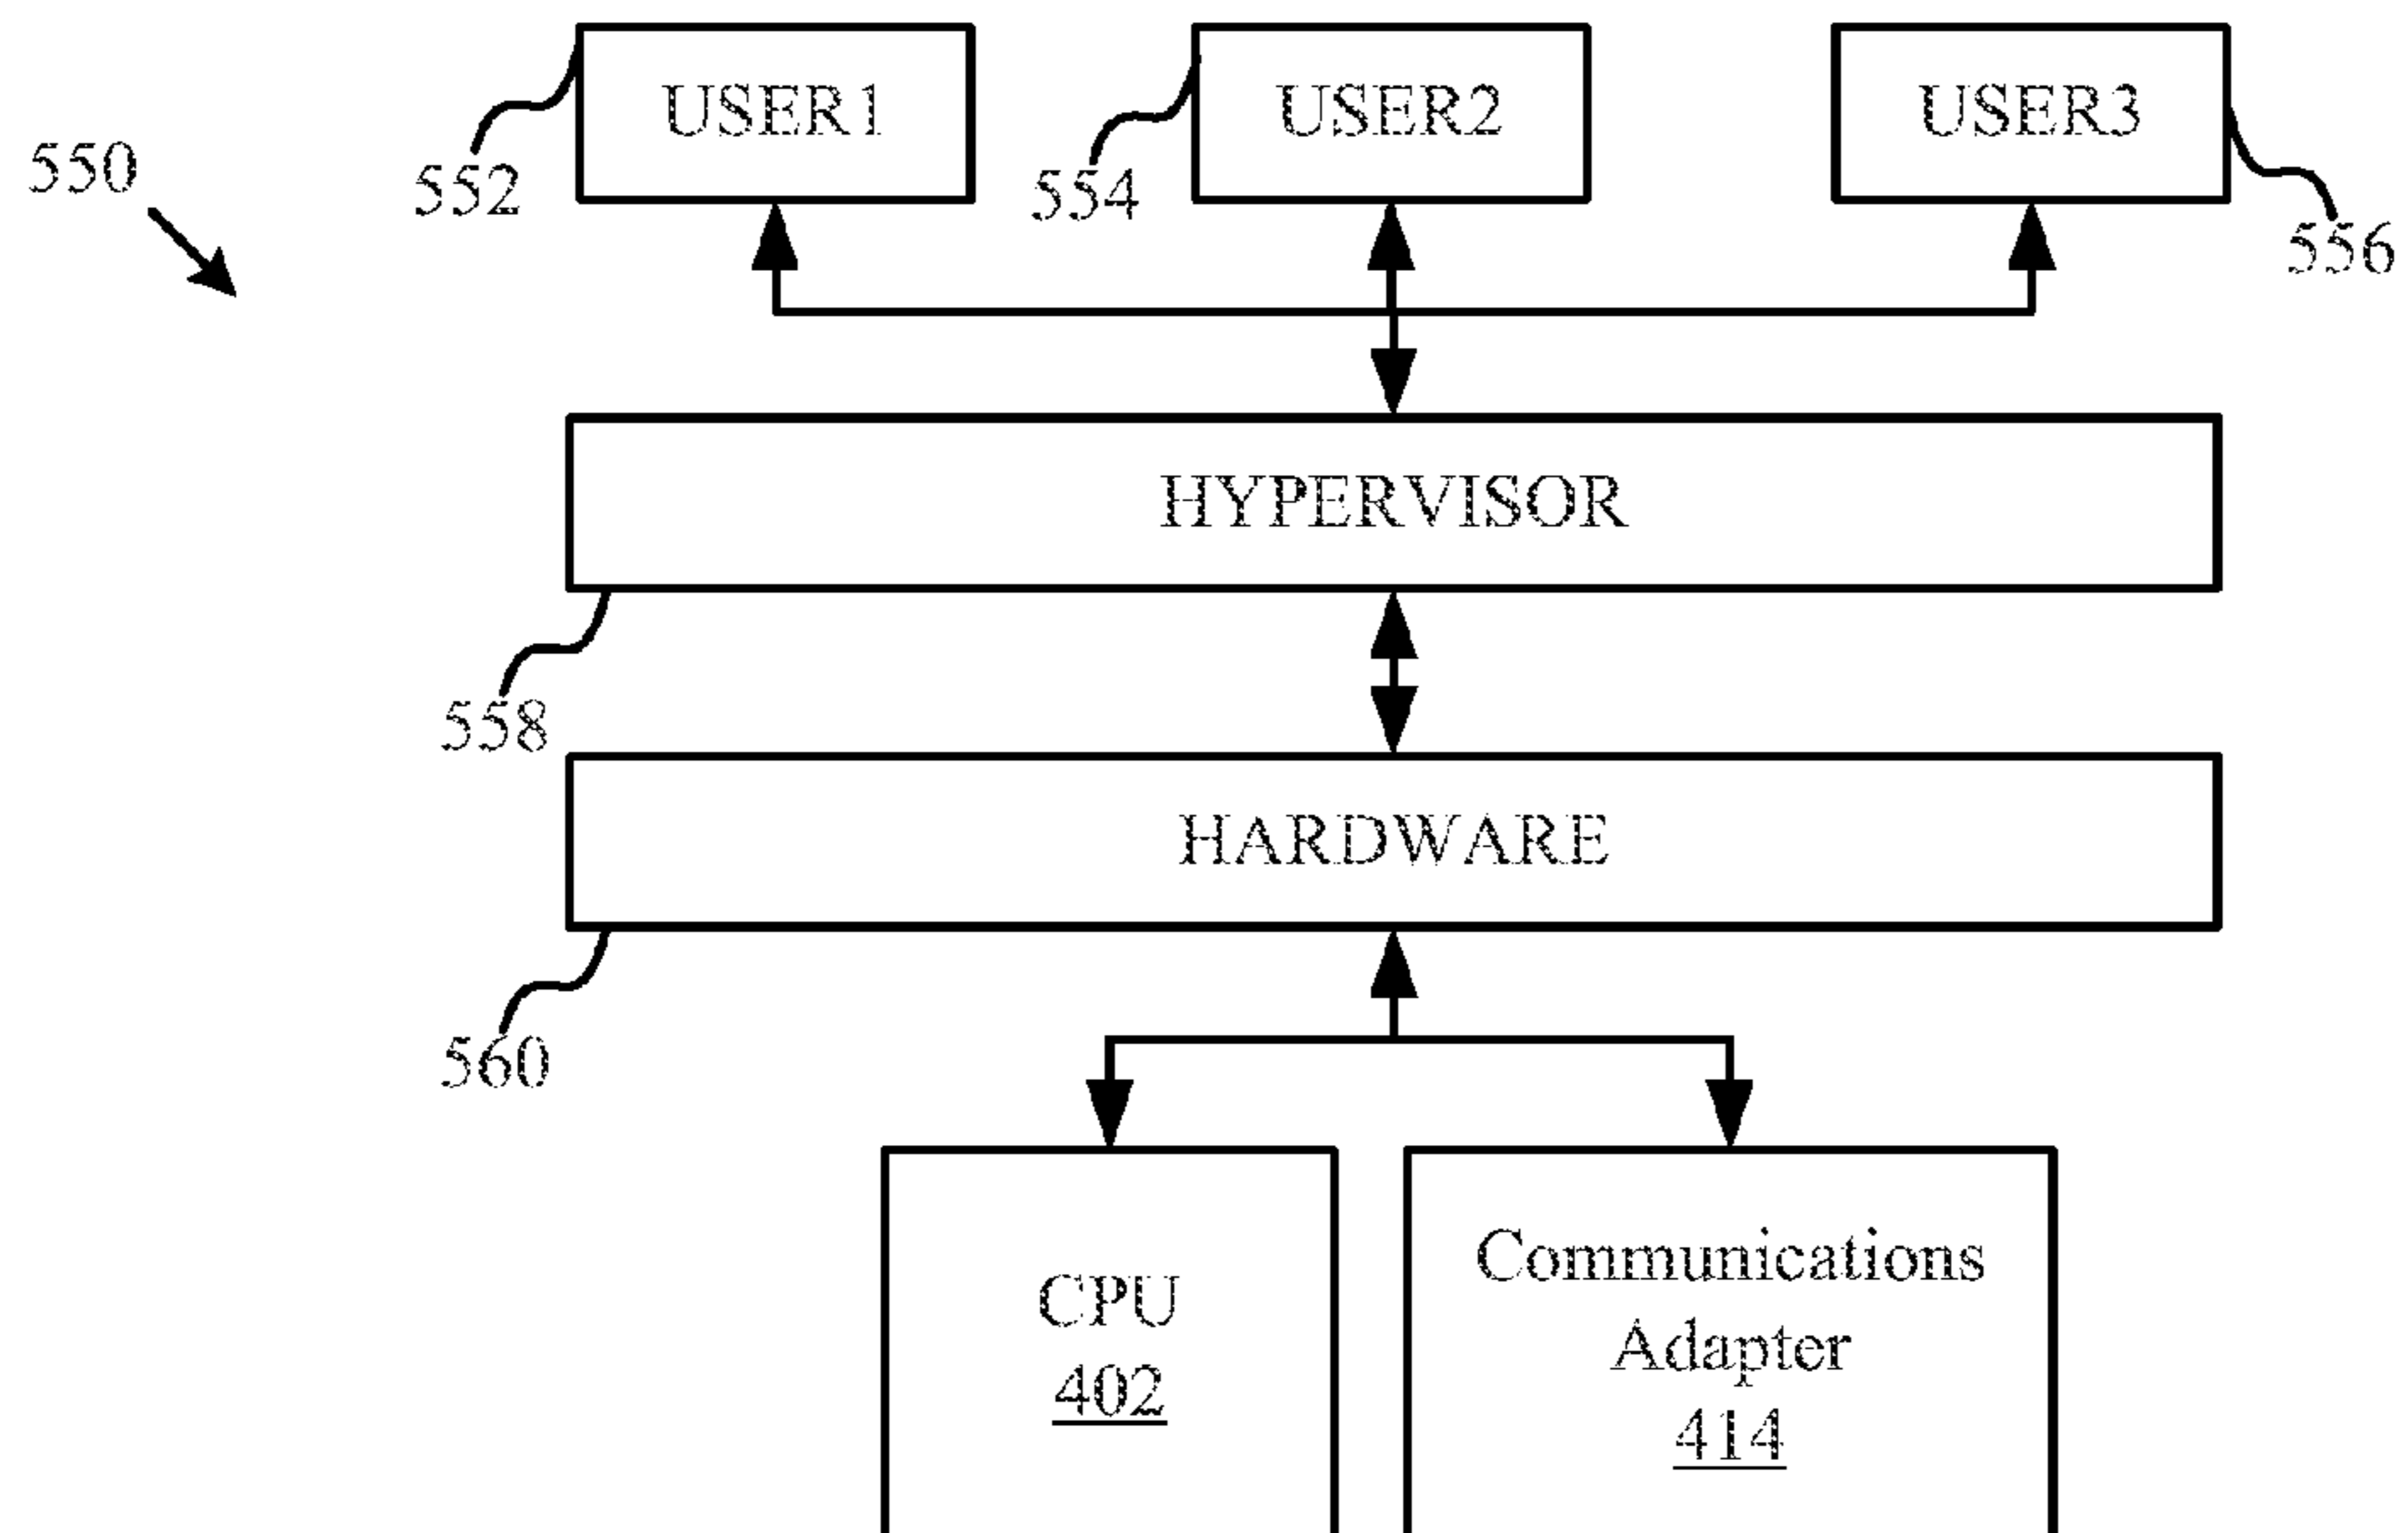 USER1
USER2
USER3
550
552
554
556
HYPERVISOR
558
HARDWARE
560
CPU
402
Communications
Adapter
414